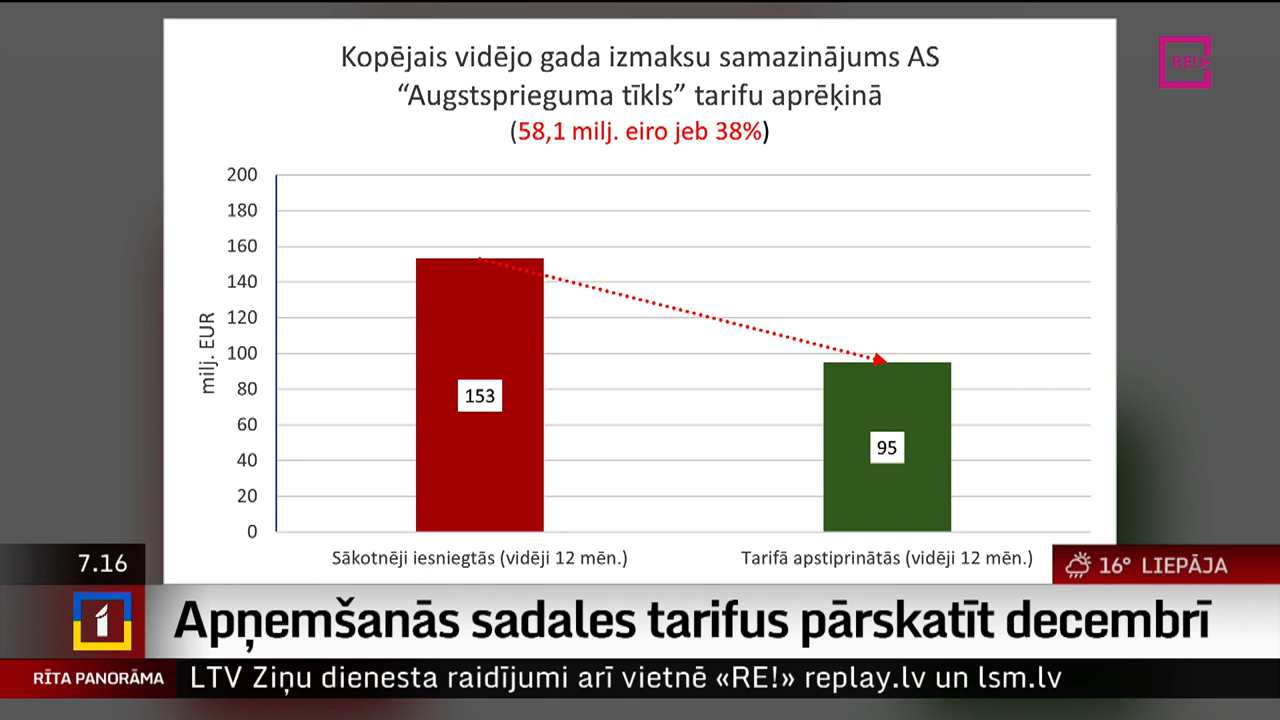 Kopējais vidējo gada izmaksu samazinājums AS
“Augstsprieguma tīkls” tarifu aprēķinā
(58,1 milj. eiro jeb 38%)
RE!
200
180
160
140
120
100
80
60
40
20
0
milj. EUR
153
95
Sākotnēji iesniegtās (vidēji 12 mēn.)
Tarifā apstiprinātās (vidēji 12 mēn.)
7.16
16° LIEPĀJA
1
Apņemšanās sadales tarifus pārskatīt decembrī
RĪTA PANORĀMA
LTV Ziņu dienesta raidījumi arī vietnē «RE!» replay.lv un lsm.lv